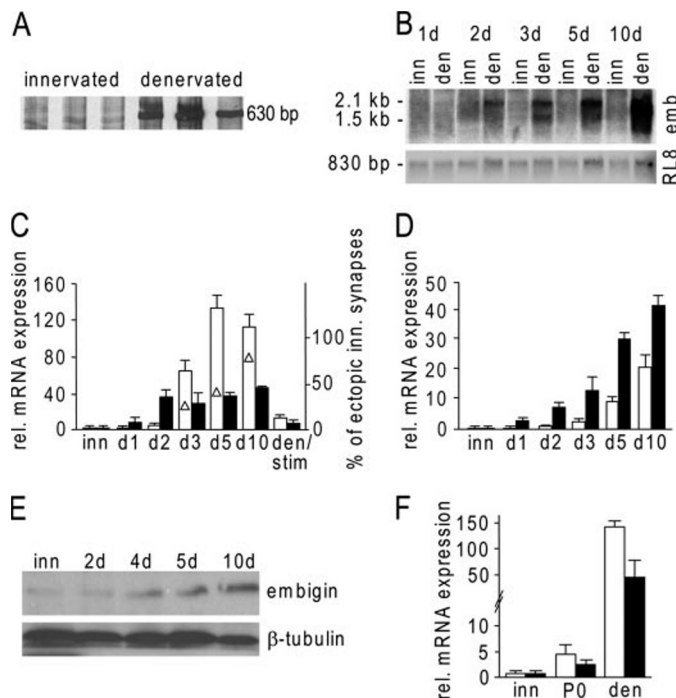 A
innervated denervated
630 bp
B
1d 2d 3d 5d 10d
inn den inn den inn den inn den inn den
2.1 kb -
1.5 kb -
emb
830 bp -
RL8
C
rel. mRNA expression
160
120
80
40
0
100
50
0
% of ectopic inn. synapses
inn d1 d2 d3 d5 d10 den/
stim
D
rel. mRNA expression
50
40
30
20
10
0
inn d1 d2 d3 d5 d10
E
inn 2d 4d 5d 10d
embigin
β-tubulin
F
rel. mRNA expression
150
100
50
5
0
inn P0 den